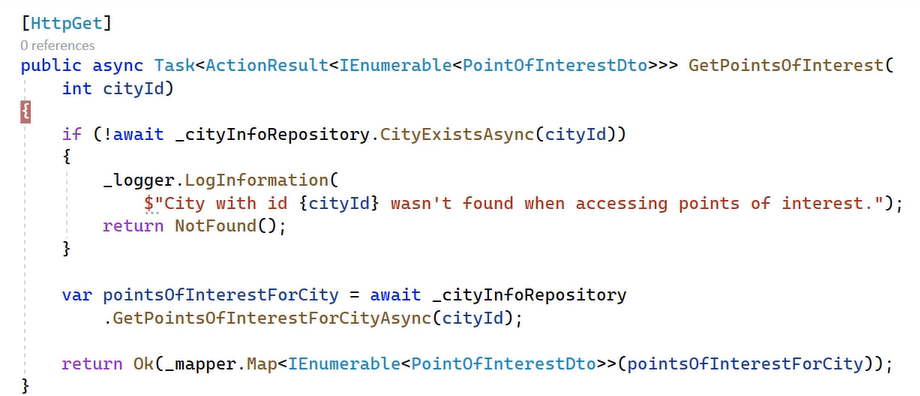 [HttpGet]
0 references
public async Task<ActionResult<IEnumerable<PointOfInterestDto>>> GetPointsOfInterest(
    int cityId)
{
    if (!await _cityInfoRepository.CityExistsAsync(cityId))
    {
        _logger.LogInformation(
            $"City with id {cityId} wasn't found when accessing points of interest.");
        return NotFound();
    }

    var pointsOfInterestForCity = await _cityInfoRepository
        .GetPointsOfInterestForCityAsync(cityId);

    return Ok(_mapper.Map<IEnumerable<PointOfInterestDto>>(pointsOfInterestForCity));
}